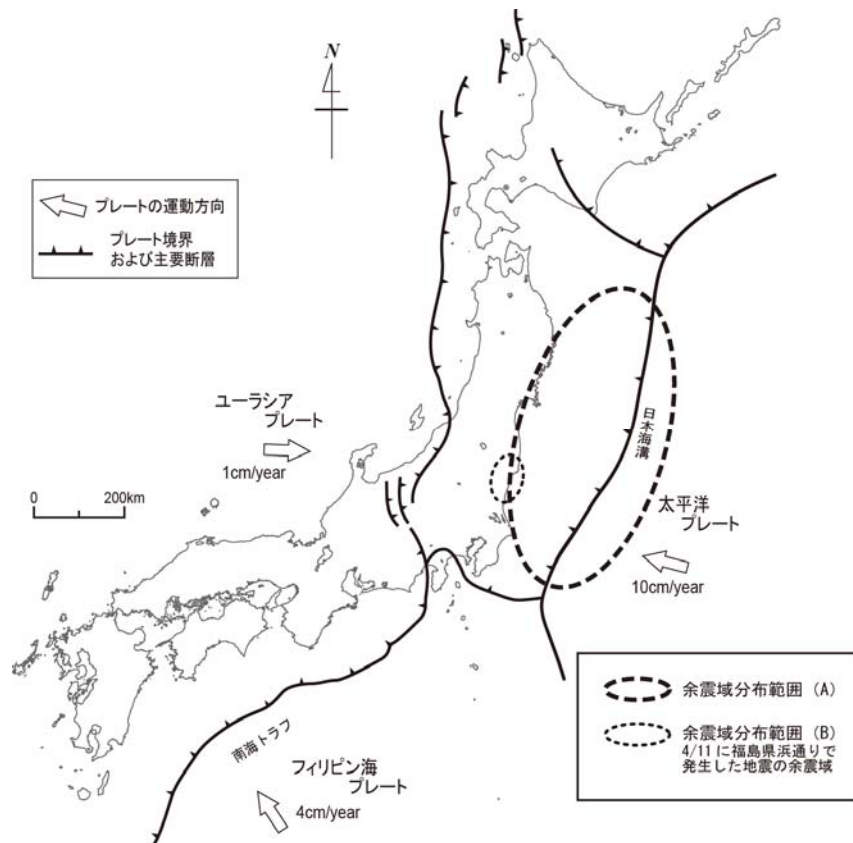 N
プレートの運動方向
プレート境界
および主要断層
ユーラシア
プレート
1cm/year
0 200km
日本海溝
太平洋
プレート
10cm/year
南海トラフ
フィリピン海
プレート
4cm/year
余震域分布範囲（A）
余震域分布範囲（B）
4/11に福島県浜通りで
発生した地震の余震域